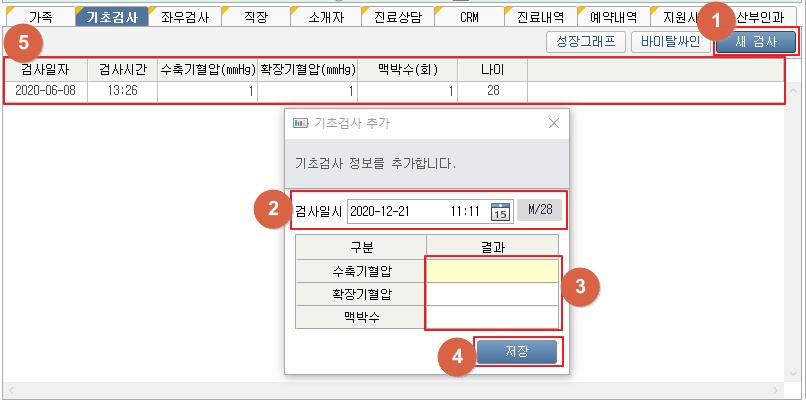 가족 기초검사 좌우검사 직장 소개자 진료상담 CRM 진료내역 예약내역 지원사 산부인과
1
5 성장그래프 바이탈싸인 새 검사
검사일자 검사시간 수축기혈압(mmHg) 확장기혈압(mmHg) 맥박수(회) 나이
2020-06-08 13:26 1 1 1 28
기초검사 추가
기초검사 정보를 추가합니다.
2 검사일시 2020-12-21 11:11 15 M/28
구분 결과
수축기혈압
확장기혈압 3
맥박수
4 저장